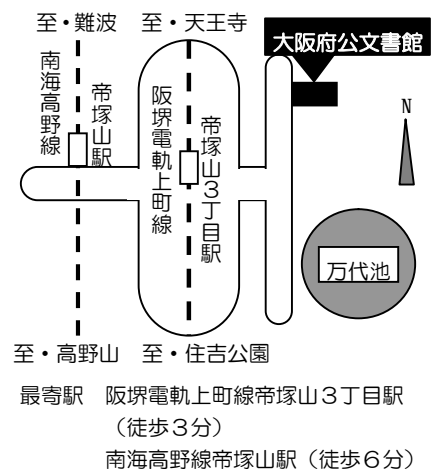 至・難波
至・天王寺
大阪府公文書館
南海高野線
帝塚山駅
阪堺電軌上町線
帝塚山３丁目駅
N
万代池
至・高野山
至・住吉公園
最寄駅　阪堺電軌上町線帝塚山３丁目駅
（徒歩３分）
南海高野線帝塚山駅（徒歩６分）